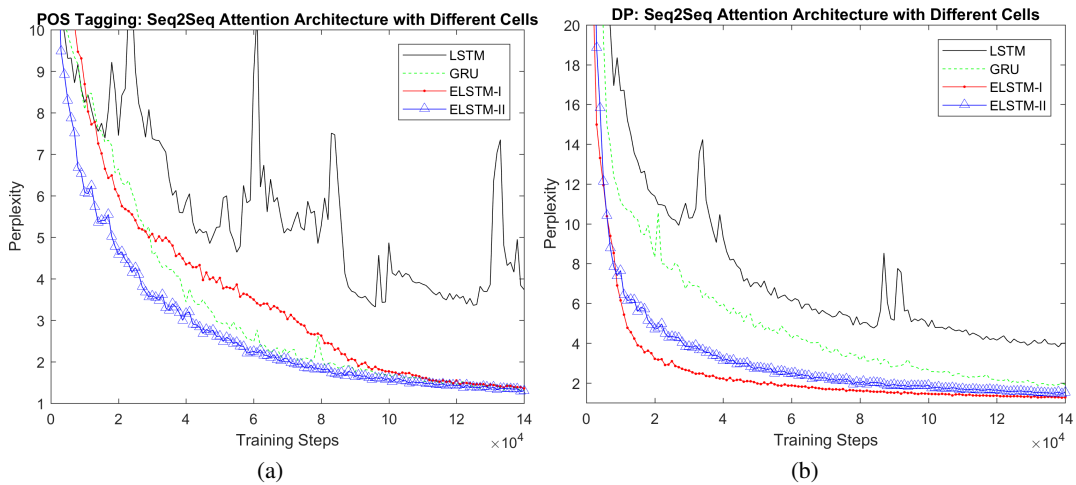 POS Tagging: Seq2Seq Attention Architecture with Different Cells
10
9
8
7
6
5
4
3
2
1
Perplexity
LSTM
GRU
ELSTM-I
ELSTM-II
0
2
4
6
8
10
12
14
Training Steps
×10^4
(a)
DP: Seq2Seq Attention Architecture with Different Cells
20
18
16
14
12
10
8
6
4
2
Perplexity
LSTM
GRU
ELSTM-I
ELSTM-II
0
2
4
6
8
10
12
14
Training Steps
×10^4
(b)